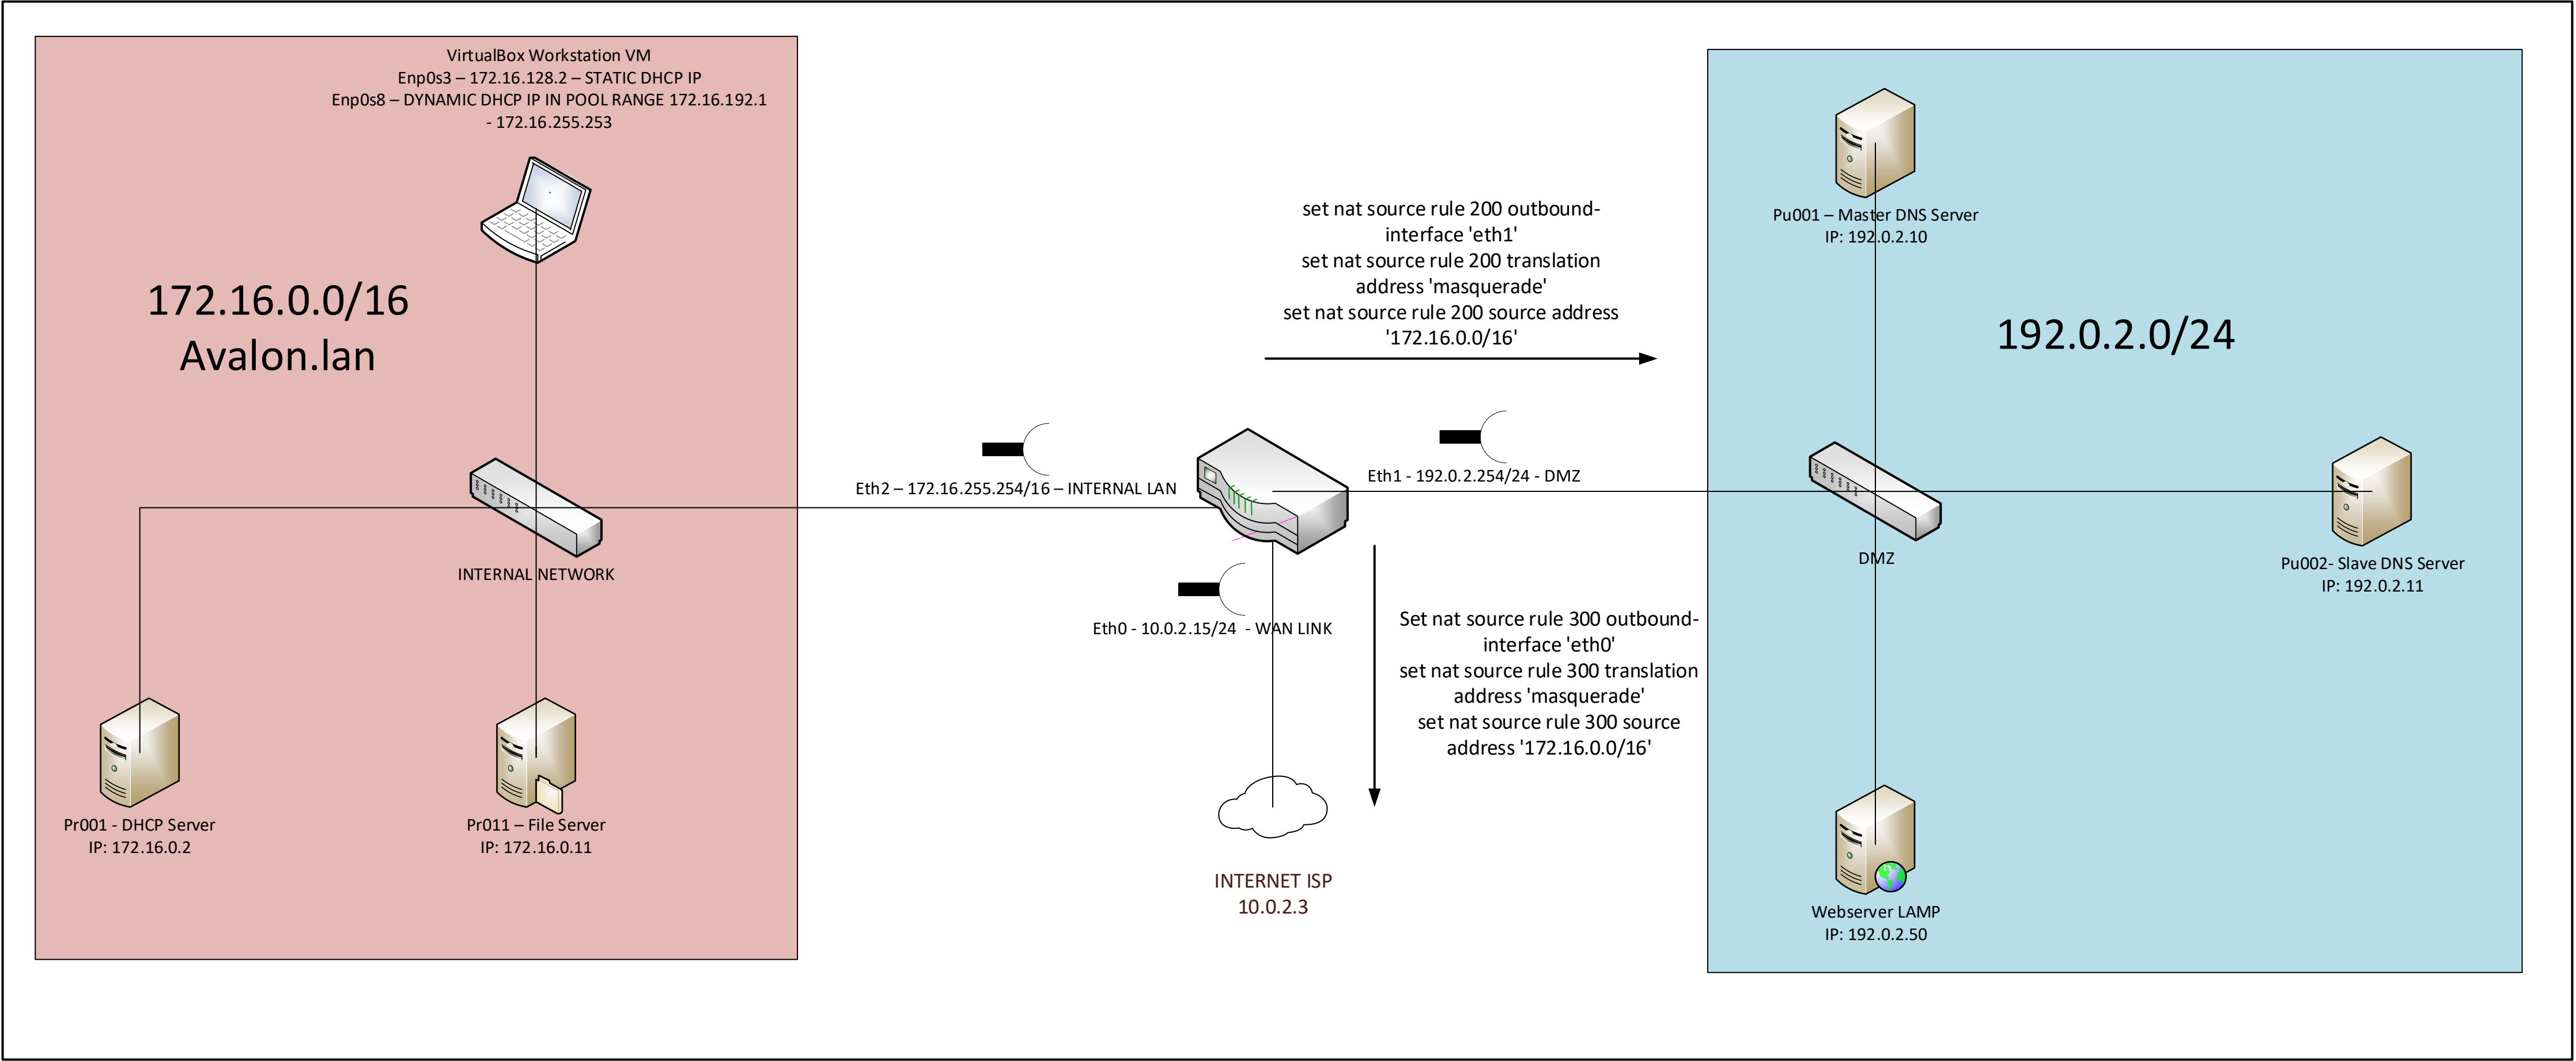 VirtualBox Workstation VM
Enp0s3 – 172.16.128.2 – STATIC DHCP IP
Enp0s8 – DYNAMIC DHCP IP IN POOL RANGE 172.16.192.1
- 172.16.255.253
172.16.0.0/16
Avalon.lan
INTERNAL NETWORK
Pr001 - DHCP Server
IP: 172.16.0.2
Pr011 – File Server
IP: 172.16.0.11
Eth2 – 172.16.255.254/16 – INTERNAL LAN
set nat source rule 200 outbound-
interface 'eth1'
set nat source rule 200 translation
address 'masquerade'
set nat source rule 200 source address
'172.16.0.0/16'
Eth1 - 192.0.2.254/24 - DMZ
Eth0 - 10.0.2.15/24 - WAN LINK
Set nat source rule 300 outbound-
interface 'eth0'
set nat source rule 300 translation
address 'masquerade'
set nat source rule 300 source
address '172.16.0.0/16'
INTERNET ISP
10.0.2.3
Pu001 – Master DNS Server
IP: 192.0.2.10
192.0.2.0/24
DMZ
Pu002- Slave DNS Server
IP: 192.0.2.11
Webserver LAMP
IP: 192.0.2.50